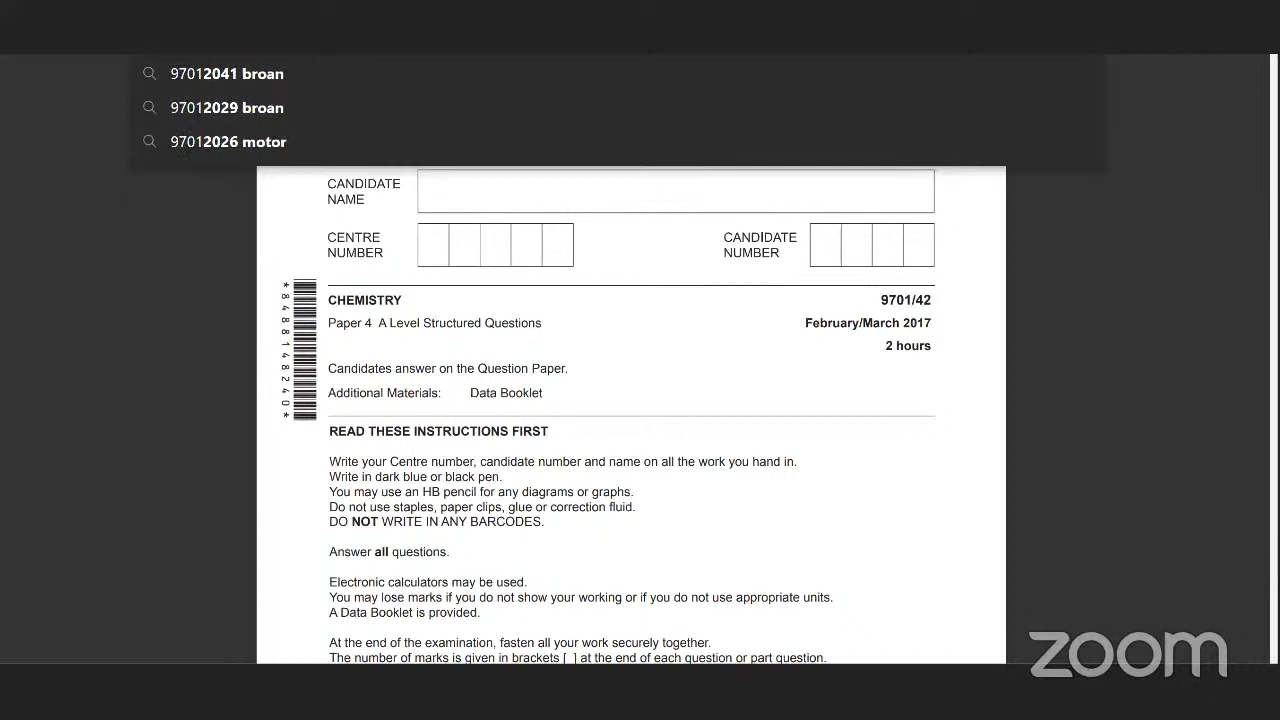 97012041 broan
97012029 broan
97012026 motor
CANDIDATE
NAME
CENTRE
NUMBER
CANDIDATE
NUMBER
*8488148240*
CHEMISTRY 9701/42
Paper 4 A Level Structured Questions February/March 2017
2 hours
Candidates answer on the Question Paper.
Additional Materials: Data Booklet
READ THESE INSTRUCTIONS FIRST
Write your Centre number, candidate number and name on all the work you hand in.
Write in dark blue or black pen.
You may use an HB pencil for any diagrams or graphs.
Do not use staples, paper clips, glue or correction fluid.
DO NOT WRITE IN ANY BARCODES.
Answer all questions.
Electronic calculators may be used.
You may lose marks if you do not show your working or if you do not use appropriate units.
A Data Booklet is provided.
At the end of the examination, fasten all your work securely together.
The number of marks is given in brackets [ ] at the end of each question or part question.
zoom